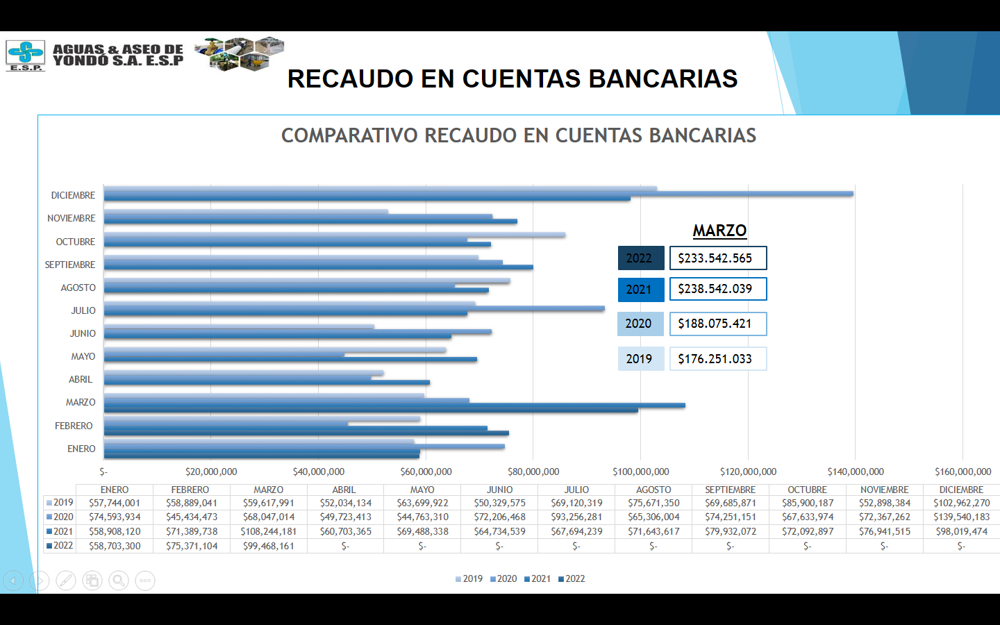 AGUAS & ASEO DE
YONDÓ S.A. E.S.P
E.S.P.
RECAUDO EN CUENTAS BANCARIAS
COMPARATIVO RECAUDO EN CUENTAS BANCARIAS
DICIEMBRE
NOVIEMBRE
OCTUBRE
SEPTIEMBRE
AGOSTO
JULIO
JUNIO
MAYO
ABRIL
MARZO
FEBRERO
ENERO
MARZO
2022 $233.542.565
2021 $238.542.039
2020 $188.075.421
2019 $176.251.033
$- $20,000,000 $40,000,000 $60,000,000 $80,000,000 $100,000,000 $120,000,000 $140,000,000 $160,000,000
ENERO FEBRERO MARZO ABRIL MAYO JUNIO JULIO AGOSTO SEPTIEMBRE OCTUBRE NOVIEMBRE DICIEMBRE
2019 $57,744,001 $58,889,041 $59,617,991 $52,034,134 $63,699,922 $50,329,575 $69,120,319 $75,671,350 $69,685,871 $85,900,187 $52,898,384 $102,962,270
2020 $74,593,934 $45,434,473 $68,047,014 $49,723,413 $44,763,310 $72,206,468 $93,256,281 $65,306,004 $74,251,151 $67,633,974 $72,367,262 $139,540,183
2021 $58,908,120 $71,389,738 $108,244,181 $60,703,365 $69,488,338 $64,734,539 $67,694,239 $71,643,617 $79,932,072 $72,092,897 $76,941,515 $98,019,474
2022 $58,703,300 $75,371,104 $99,468,161 $- $- $- $- $- $- $- $- $-
2019 2020 2021 2022